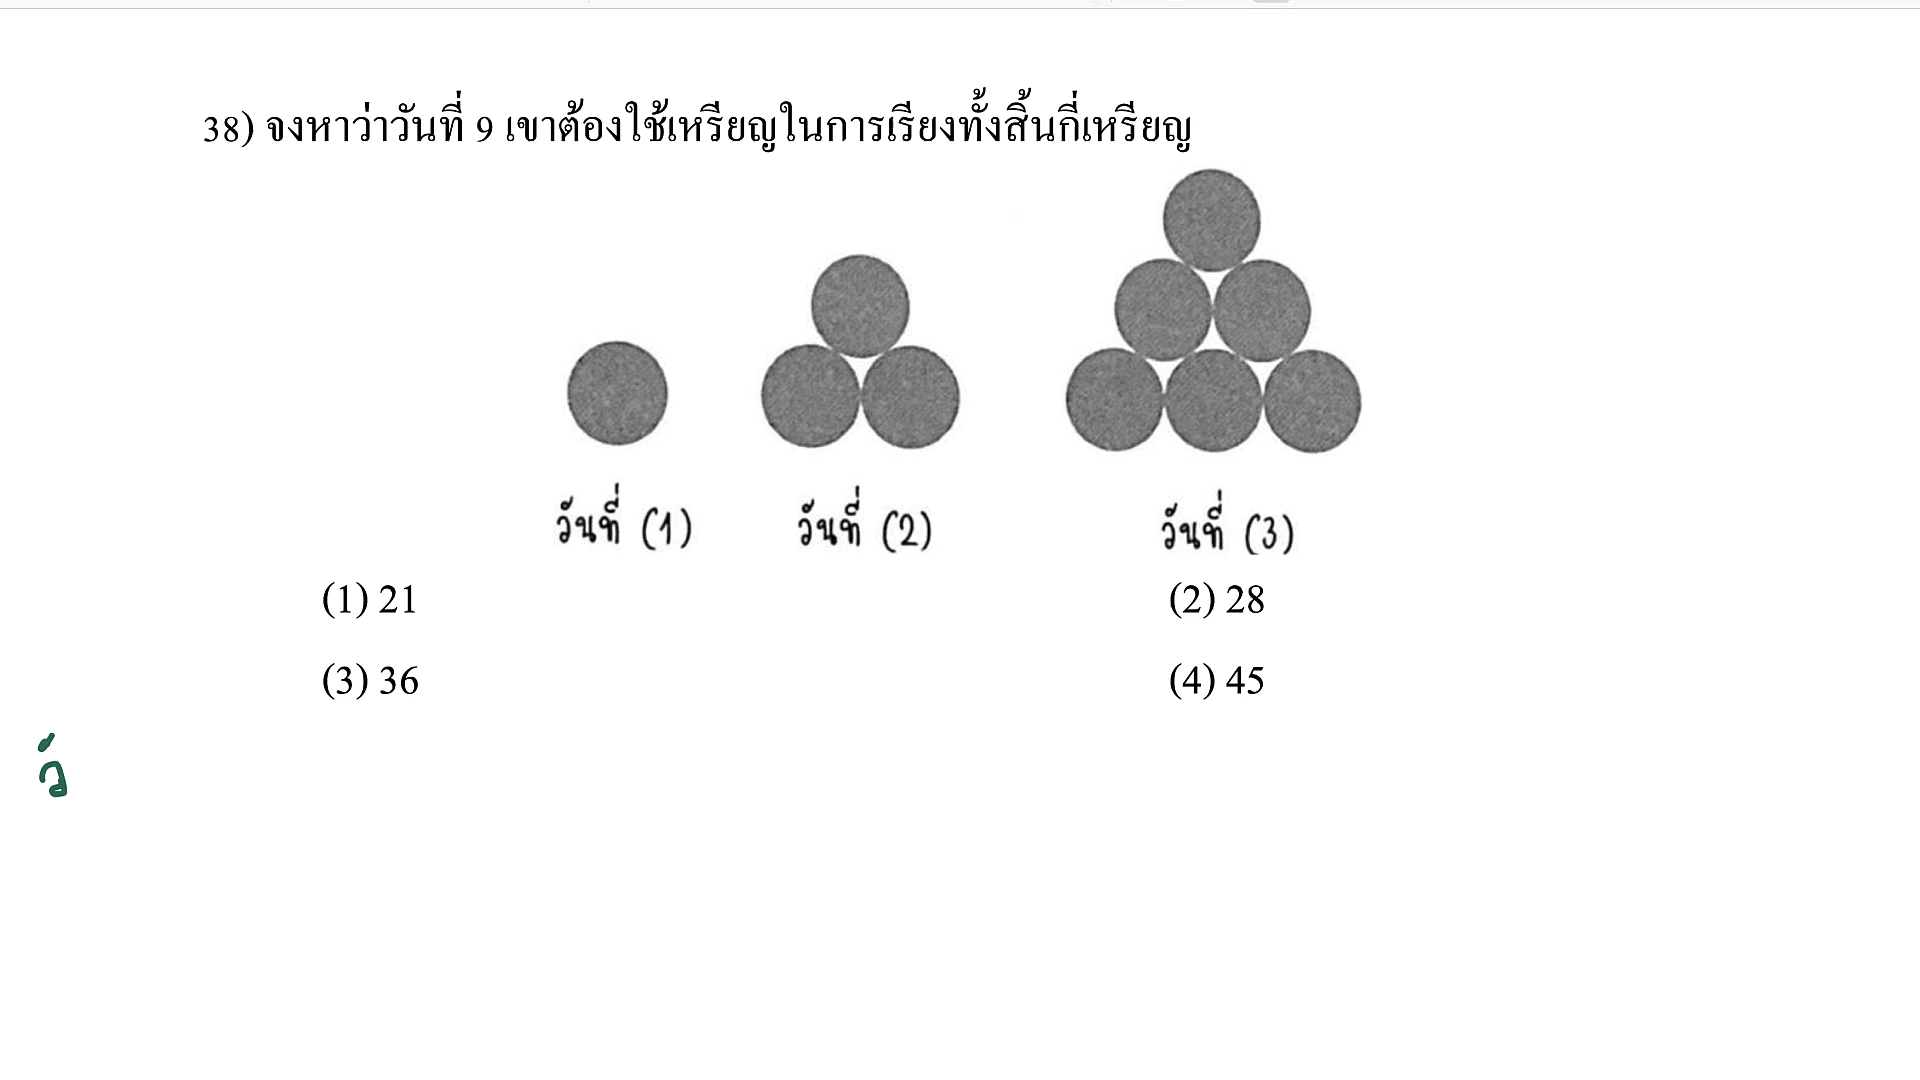 38) จงหาว่าวันที่ 9 เขาต้องใช้เหรียญในการเรียงทั้งสิ้นกี่เหรียญ
วันที่ (1) วันที่ (2) วันที่ (3)
(1) 21 (2) 28
(3) 36 (4) 45
วั